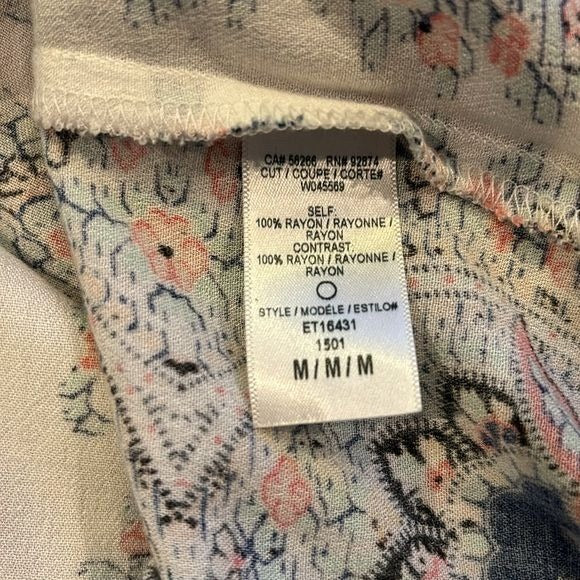 CA# 56266 RN# 92874
CUT / COUPE / CORTE#
W045569
SELF:
100% RAYON / RAYONNE /
RAYON
CONTRAST:
100% RAYON / RAYONNE /
RAYON
STYLE / MODÈLE / ESTILO#
ET16431
1501
M / M / M